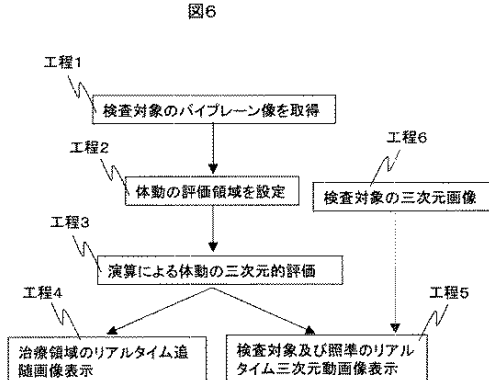 図6
工程1
検査対象のバイプレーン像を取得
工程2
体動の評価領域を設定
工程6
検査対象の三次元画像
工程3
演算による体動の三次元的評価
工程4
治療領域のリアルタイム追
随画像表示
工程5
検査対象及び照準のリアル
タイム三次元動画像表示